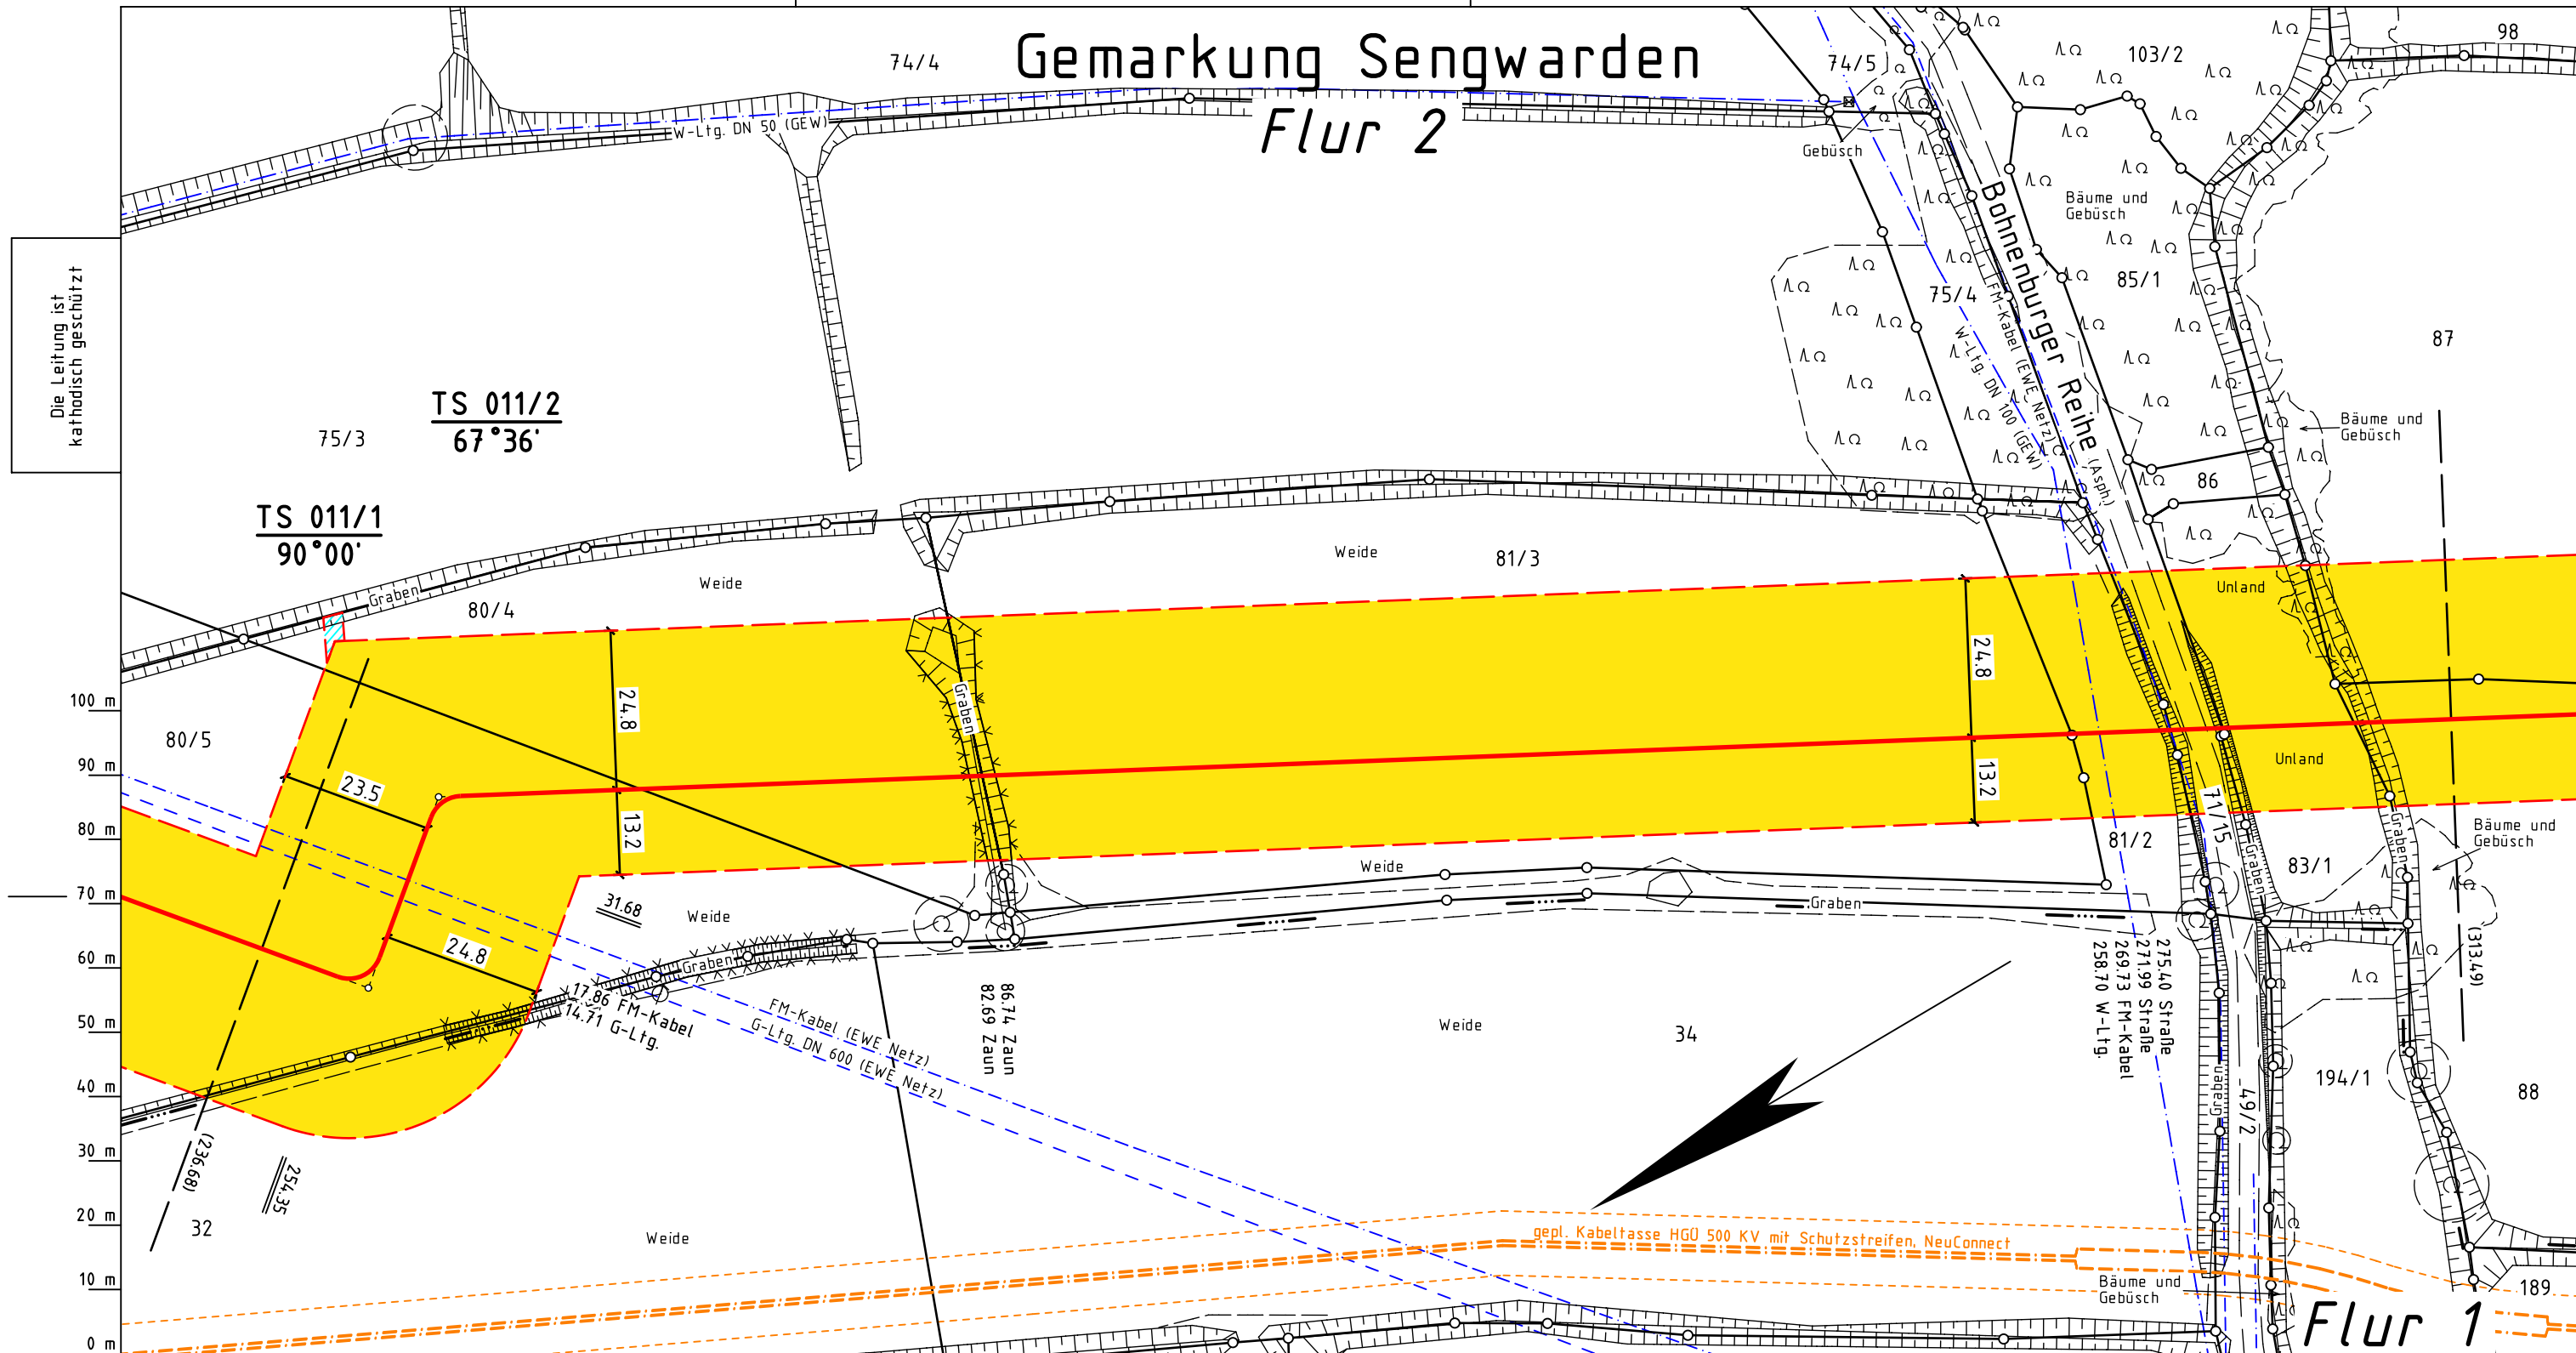 Gemarkung Sengwarden
Flur 2
74/4
74/5
103/2
98
W-Ltg. DN 50 (GEW)
Gebüsch
Bäume und
Gebüsch
Die Leitung ist
kathodisch geschützt
85/1
75/4
87
Bohnenburger Reihe (Asph.)
FM-Kabel (EWE Netz)
W-Ltg. DN 100 (GEW)
TS 011/2
67°36'
75/3
Bäume und
Gebüsch
86
TS 011/1
90°00'
Weide
81/3
Weide
Graben
80/4
Unland
24.8
24.8
Graben
100 m
80/5
90 m
23.5
13.2
13.2
Unland
71/15
80 m
81/2
83/1
Graben
Graben
Bäume und
Gebüsch
Weide
70 m
31.68
Weide
Graben
24.8
60 m
Graben
(313.49)
275.40 Straße
271.99 Straße
269.73 FM-Kabel
258.70 W-Ltg.
17.86 FM-Kabel
14.71 G-Ltg.
86.74 Zaun
82.69 Zaun
50 m
FM-Kabel (EWE Netz)
G-Ltg. DN 600 (EWE Netz)
Weide
34
40 m
Graben
49/2
194/1
88
30 m
(236.68)
254.35
20 m
32
Weide
gepl. Kabeltasse HGÜ 500 KV mit Schutzstreifen, NeuConnect
10 m
Bäume und
Gebüsch
189
Flur 1
0 m